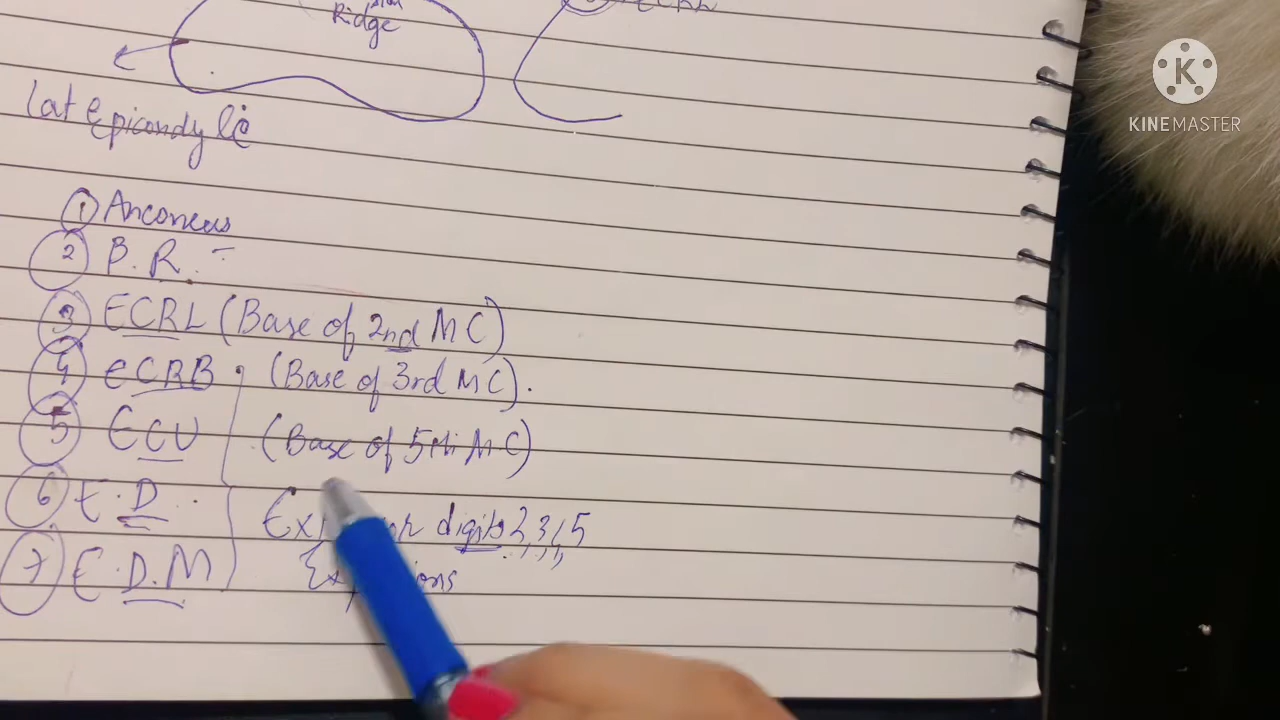 Ridge
lat Epicondyle
1 Anconeus
2 B.R.
3 ECRL (Base of 2nd MC)
4 ECRB (Base of 3rd MC).
5 ECU (Base of 5th MC)
6 E.D.
digits 2,3,4,5
7 E.D.M
K
KINEMASTER